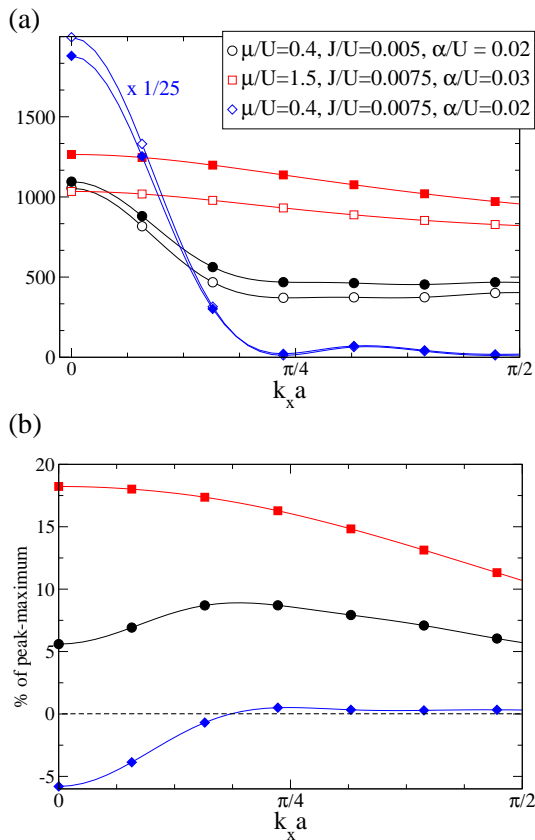 (a)
μ/U=0.4, J/U=0.005, α/U = 0.02
μ/U=1.5, J/U=0.0075, α/U=0.03
μ/U=0.4, J/U=0.0075, α/U=0.02
x 1/25
1500
1000
500
0
0
π/4
π/2
kₓa
(b)
20
15
10
5
0
-5
% of peak-maximum
0
π/4
π/2
kₓa